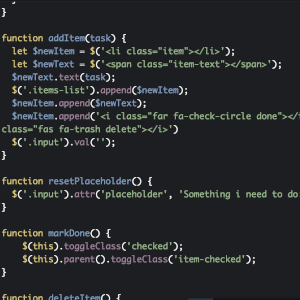 }
function addItem(task) {
let $newItem = $('<li class="item"></li>');
let $newText = $('<span class="item-text"></span>');
$newText.text(task);
$('.items-list').append($newItem);
$newItem.append($newText);
$newItem.append('<i class="far fa-check-circle done"></i
class="fas fa-trash delete"></i>')
$('.input').val('');
}
function resetPlaceholder() {
$('.input').attr('placeholder', 'Something i need to do
}
function markDone() {
$(this).toggleClass('checked');
$(this).parent().toggleClass('item-checked');
}
function deleteItem() {